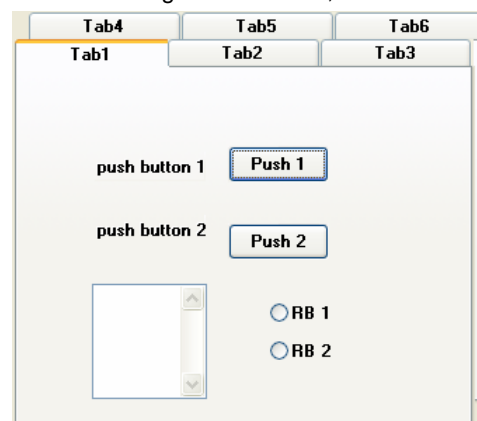 Tab4 Tab5 Tab6
Tab1 Tab2 Tab3
push button 1 Push 1
push button 2 Push 2
RB 1
RB 2